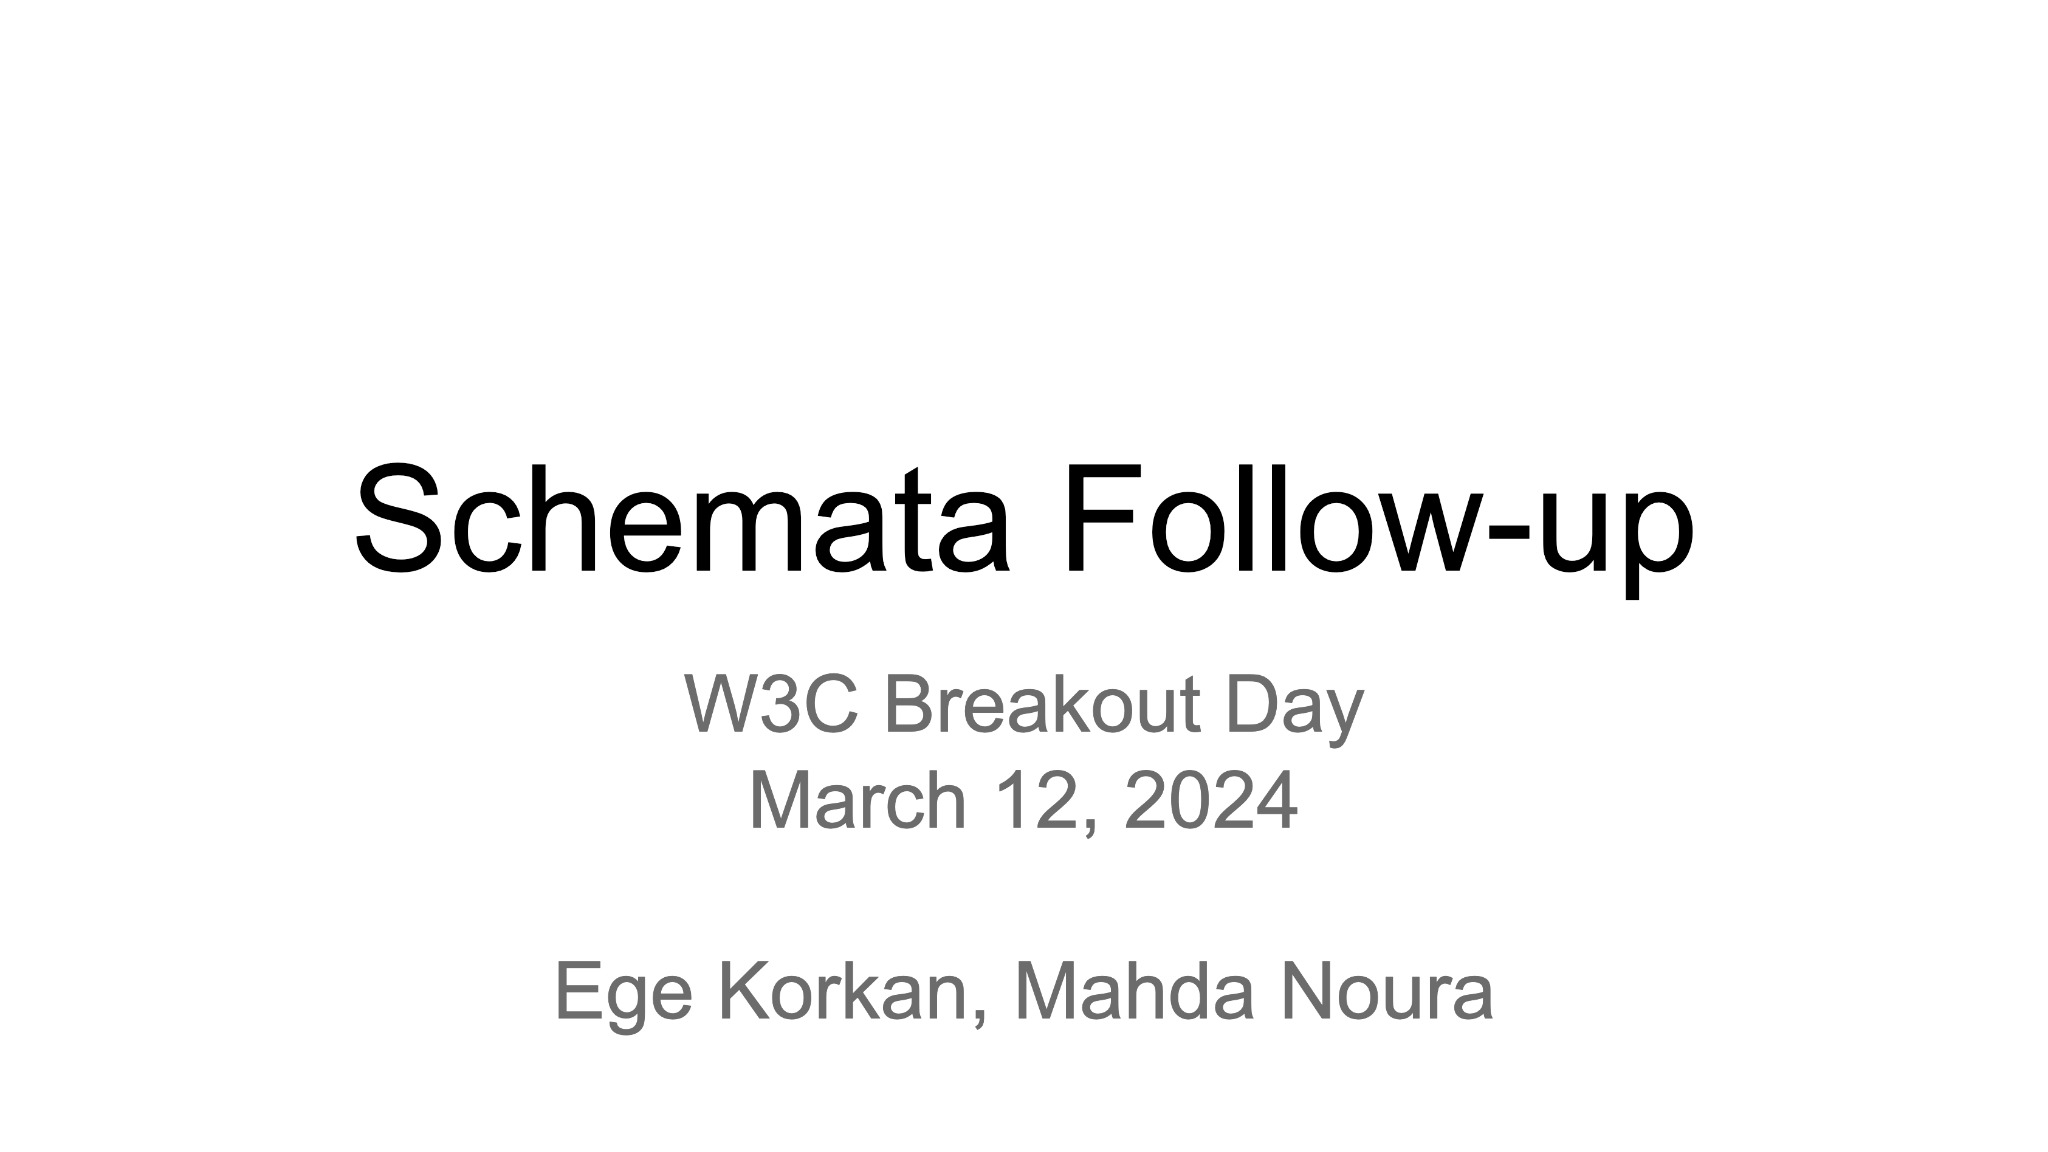 Schemata Follow-up
W3C Breakout Day
March 12, 2024
Ege Korkan, Mahda Noura